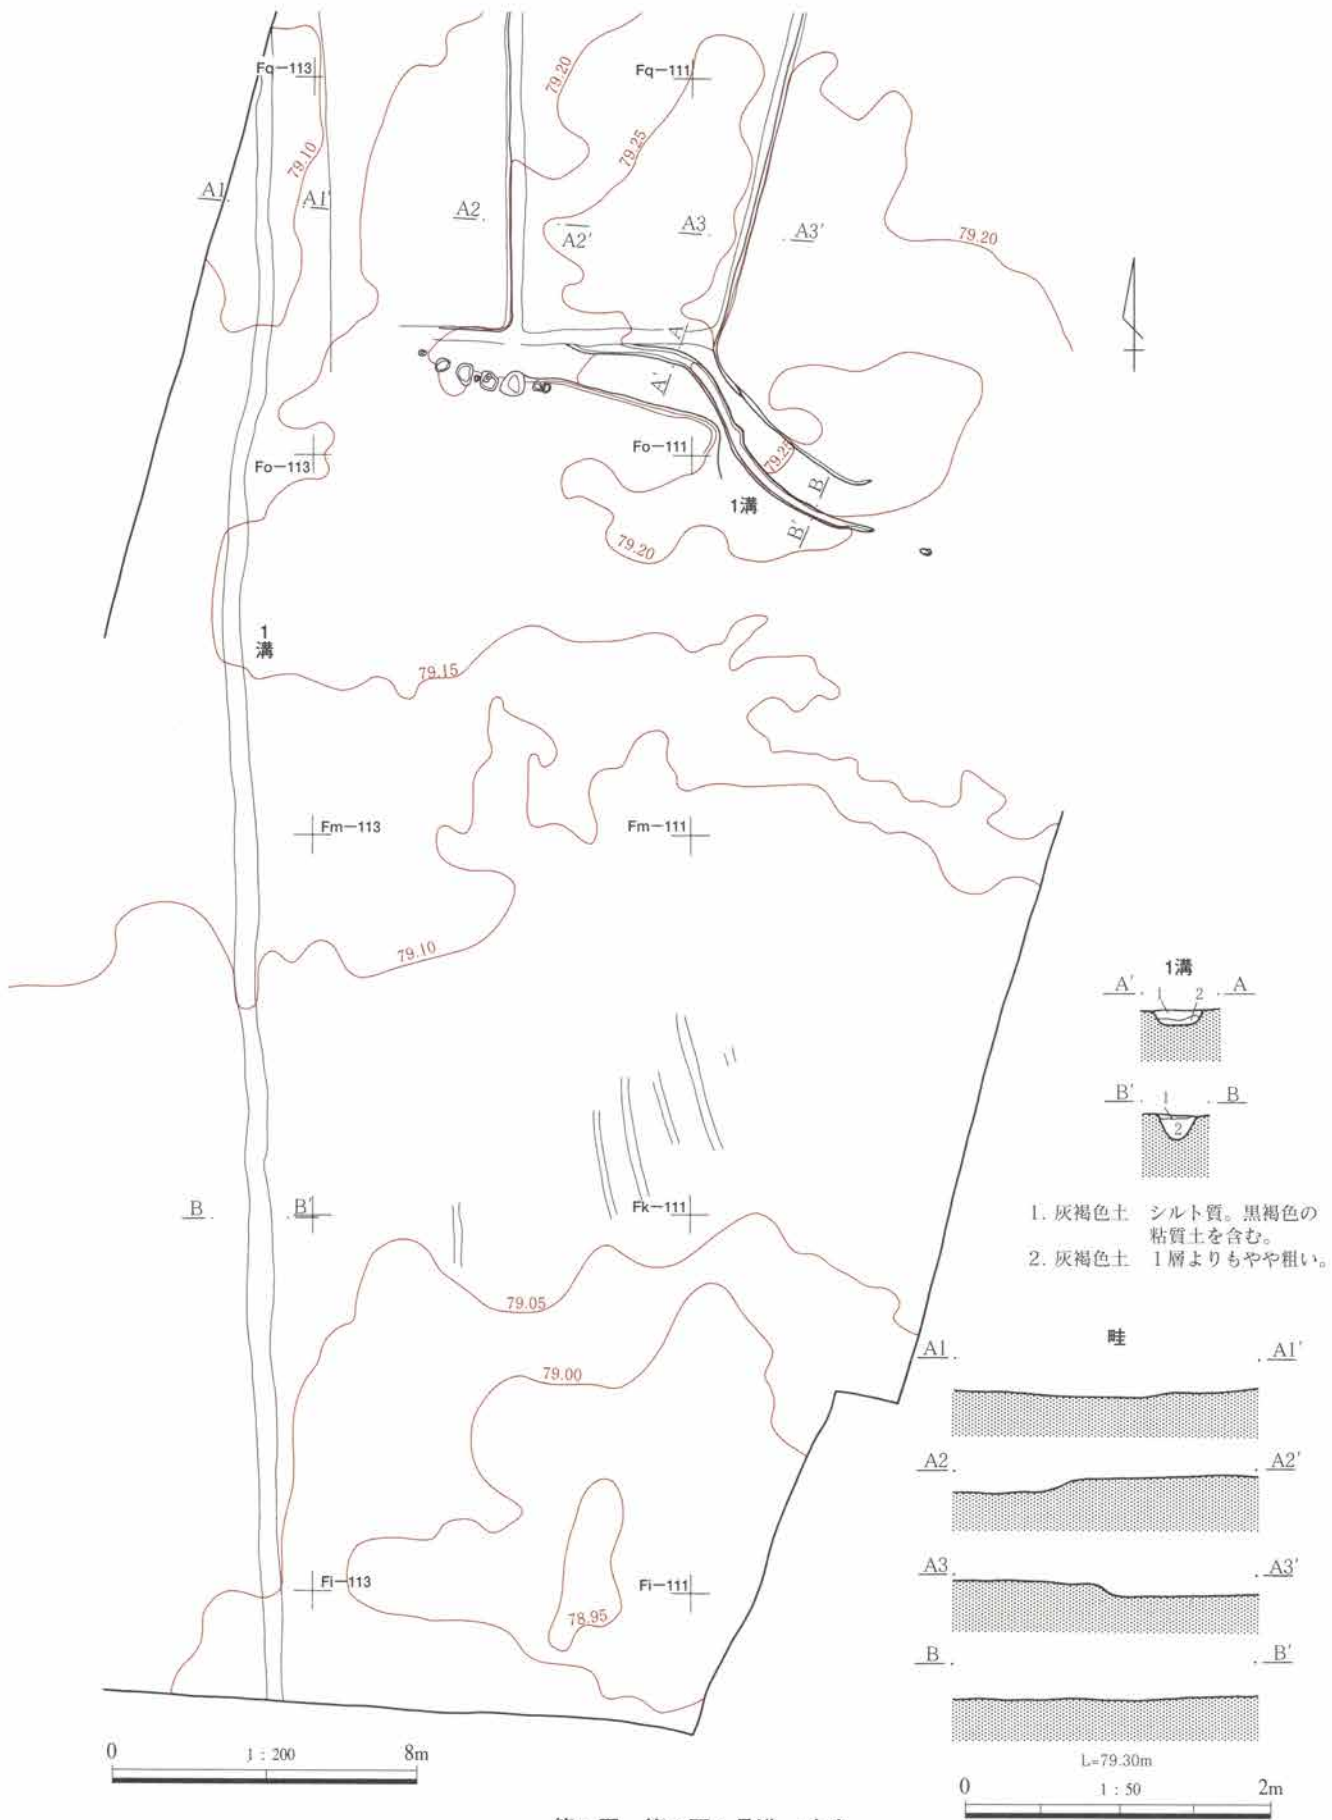 Fq-113
Fq-111
79.20
79.25
79.10
A1
A1'
A2
A2'
A3
A3'
79.20
A
A'
Fo-113
Fo-111
79.25
B
B'
1溝
79.20
1溝
79.15
Fm-113
Fm-111
79.10
B
B'
Fk-111
79.05
79.00
Fi-113
Fi-111
78.95
0 1:200 8m
1溝
A' 1 2 A
B' 1 B
2
1. 灰褐色土 シルト質。黒褐色の
粘質土を含む。
2. 灰褐色土 1層よりもやや粗い。
畦
A1 A1'
A2 A2'
A3 A3'
B B'
L=79.30m
0 1:50 2m